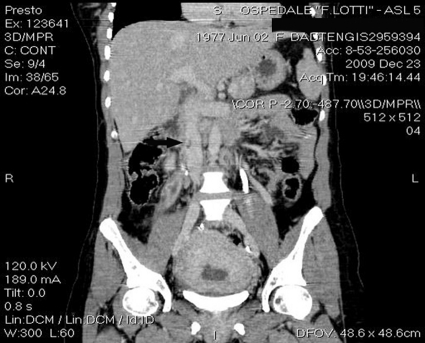 Presto
Ex: 123641
3D/MPR
C: CONT
Se: 9/4
Im: 38/65
Cor: A24.8
S
OSPEDALE "F.LOTTI" - ASL 5
1977 Jun 02 F BADTENGIS2959394
Acc: 8-53-256030
2009 Dec 23
Acq Tm: 19:46:14.44
\COR P -2.70:-487.70\\3D/MPR\\
512 x 512
04
R
L
120.0 kV
189.0 mA
Tilt: 0.0
0.8 s
Lin:DCM / Lin:DCM / Id:ID
W:300 L:60
I
DFOV: 48.6 x 48.6cm